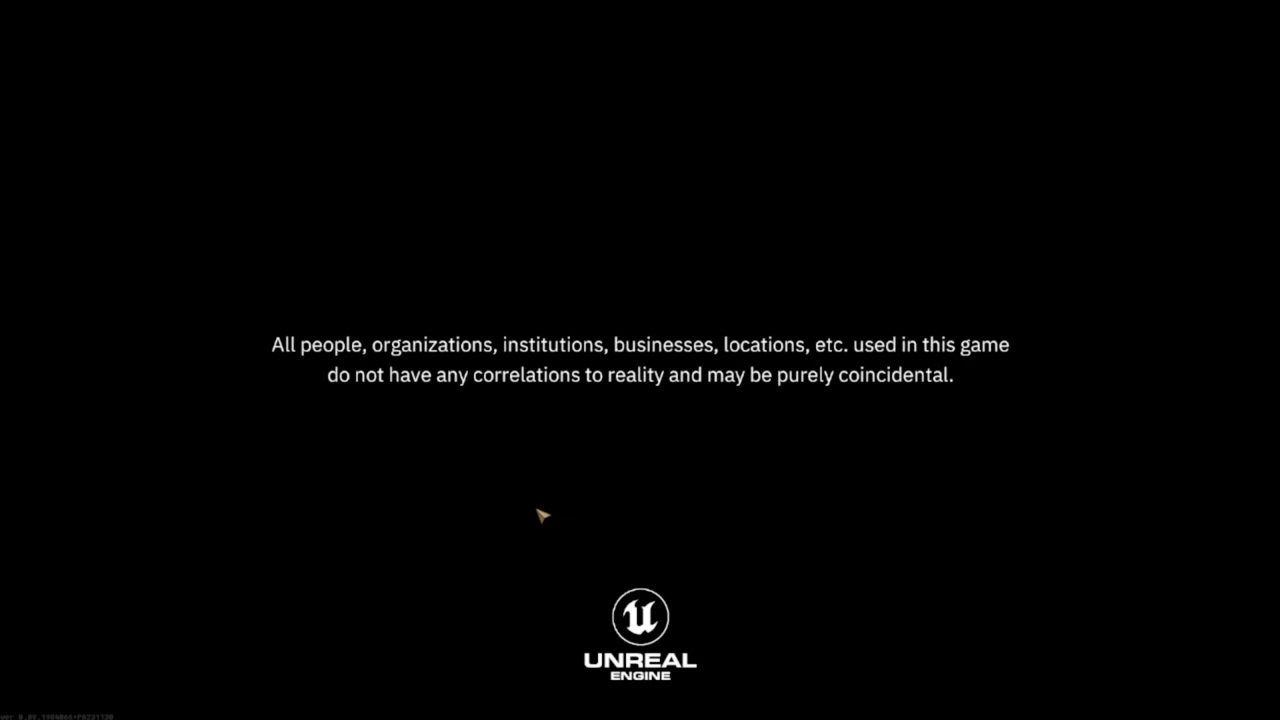 All people, organizations, institutions, businesses, locations, etc. used in this game
do not have any correlations to reality and may be purely coincidental.
UNREAL
ENGINE